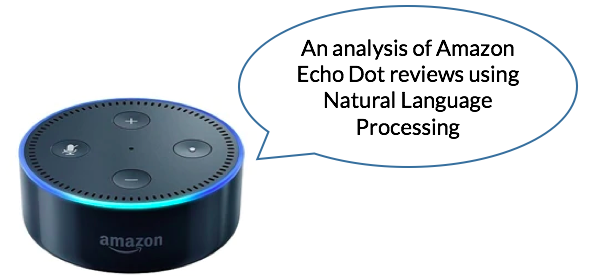 An analysis of Amazon
Echo Dot reviews using
Natural Language
Processing
amazon